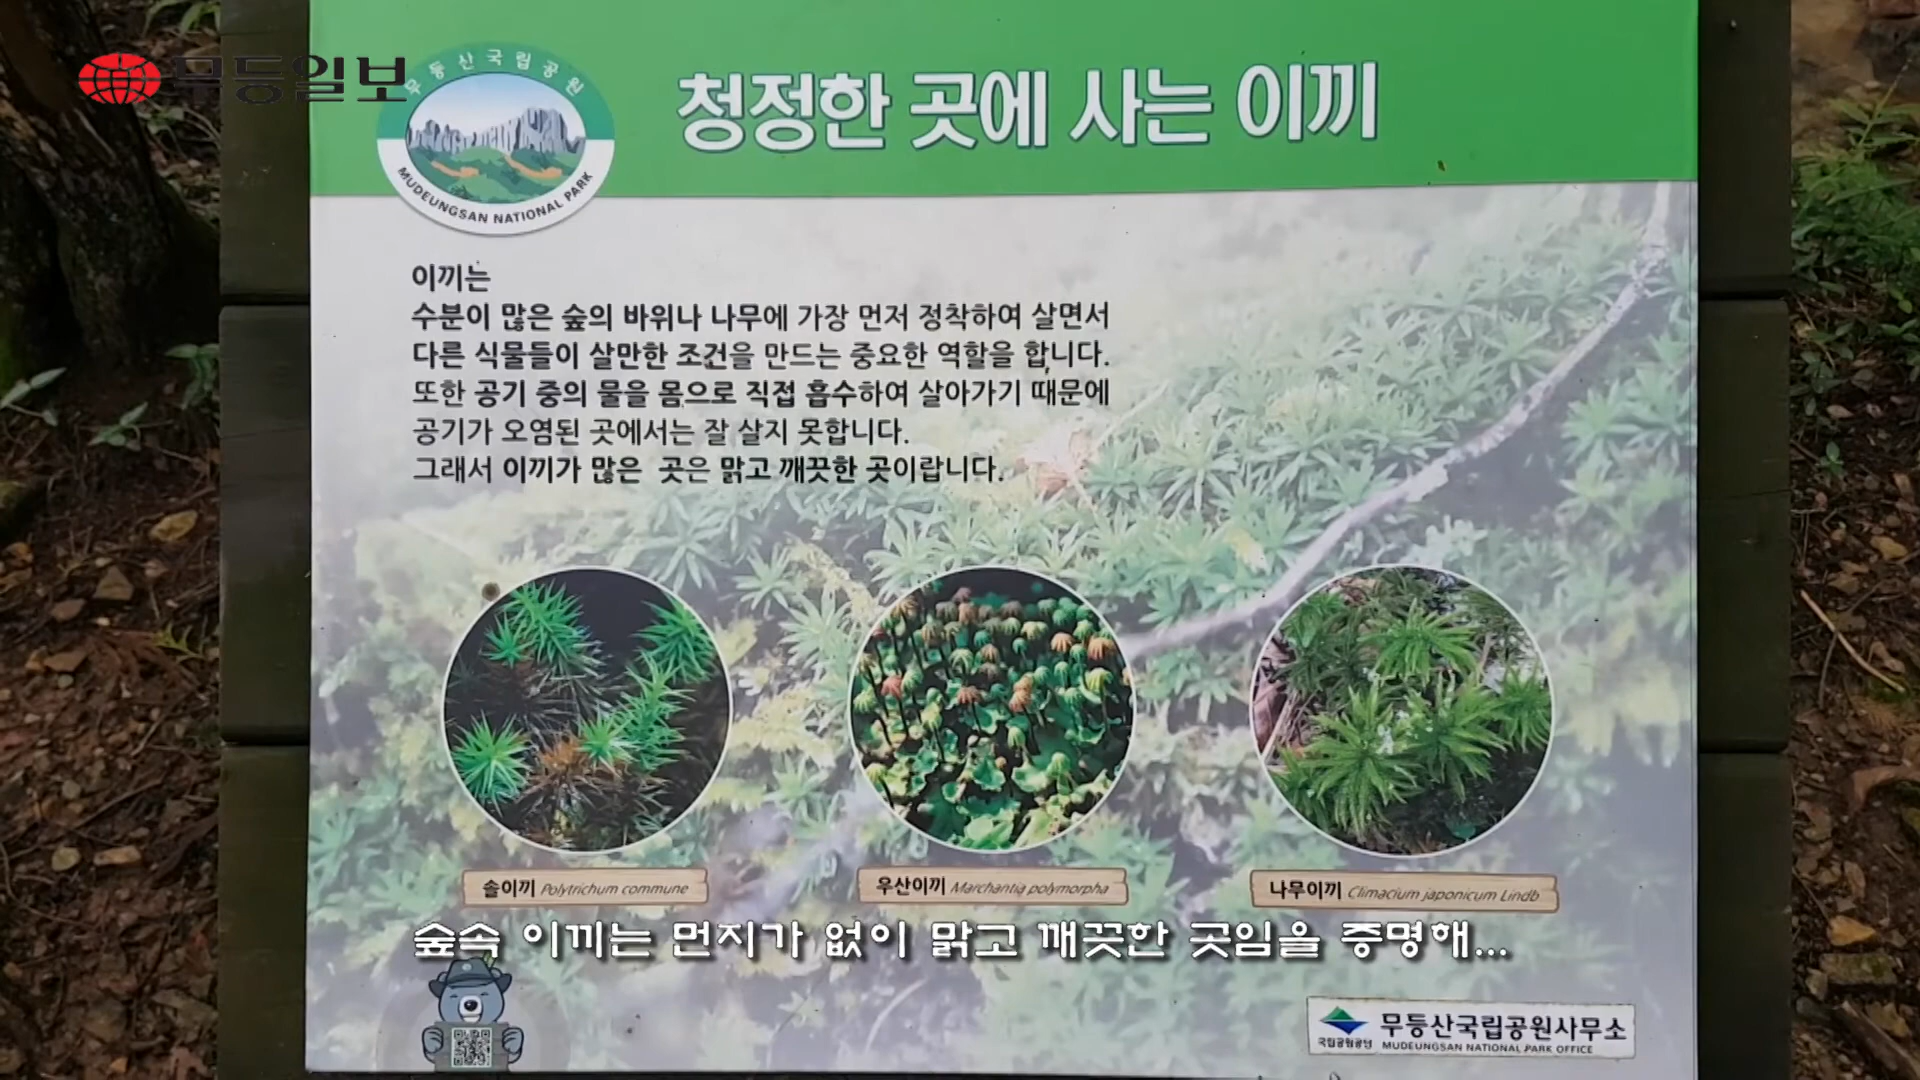 무등일보
무등산국립공원
MUDEUNGSAN NATIONAL PARK
청정한 곳에 사는 이끼
이끼는
수분이 많은 숲의 바위나 나무에 가장 먼저 정착하여 살면서
다른 식물들이 살만한 조건을 만드는 중요한 역할을 합니다.
또한 공기 중의 물을 몸으로 직접 흡수하여 살아가기 때문에
공기가 오염된 곳에서는 잘 살지 못합니다.
그래서 이끼가 많은 곳은 맑고 깨끗한 곳이랍니다.
솔이끼 Polytrichum commune
우산이끼 Marchantia polymorpha
나무이끼 Climacium japonicum Lindb
숲속 이끼는 먼지가 없이 맑고 깨끗한 곳임을 증명해...
국립공원공단
무등산국립공원사무소
MUDEUNGSAN NATIONAL PARK OFFICE